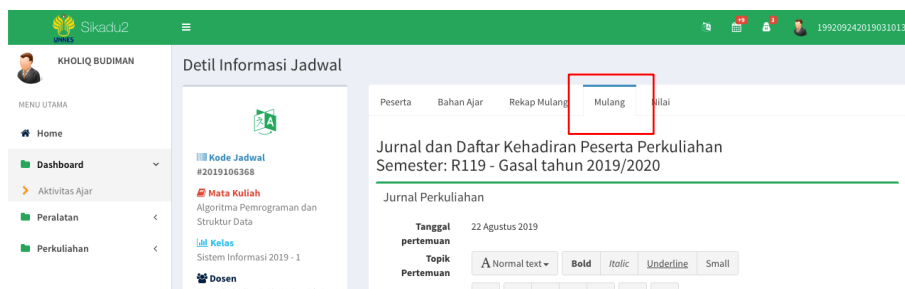 UNNES
Sikadu2
+9
3
199209242019031013
KHOLIQ BUDIMAN
MENU UTAMA
Home
Dashboard
Aktivitas Ajar
Peralatan
Perkuliahan
Detil Informasi Jadwal
Kode Jadwal
#2019106368
Mata Kuliah
Algoritma Pemrograman dan
Struktur Data
Kelas
Sistem Informasi 2019 - 1
Dosen
Peserta Bahan Ajar Rekap Mulang Mulang Nilai
Jurnal dan Daftar Kehadiran Peserta Perkuliahan
Semester: R119 - Gasal tahun 2019/2020
Jurnal Perkuliahan
Tanggal pertemuan 22 Agustus 2019
Topik Pertemuan
A Normal text Bold Italic Underline Small